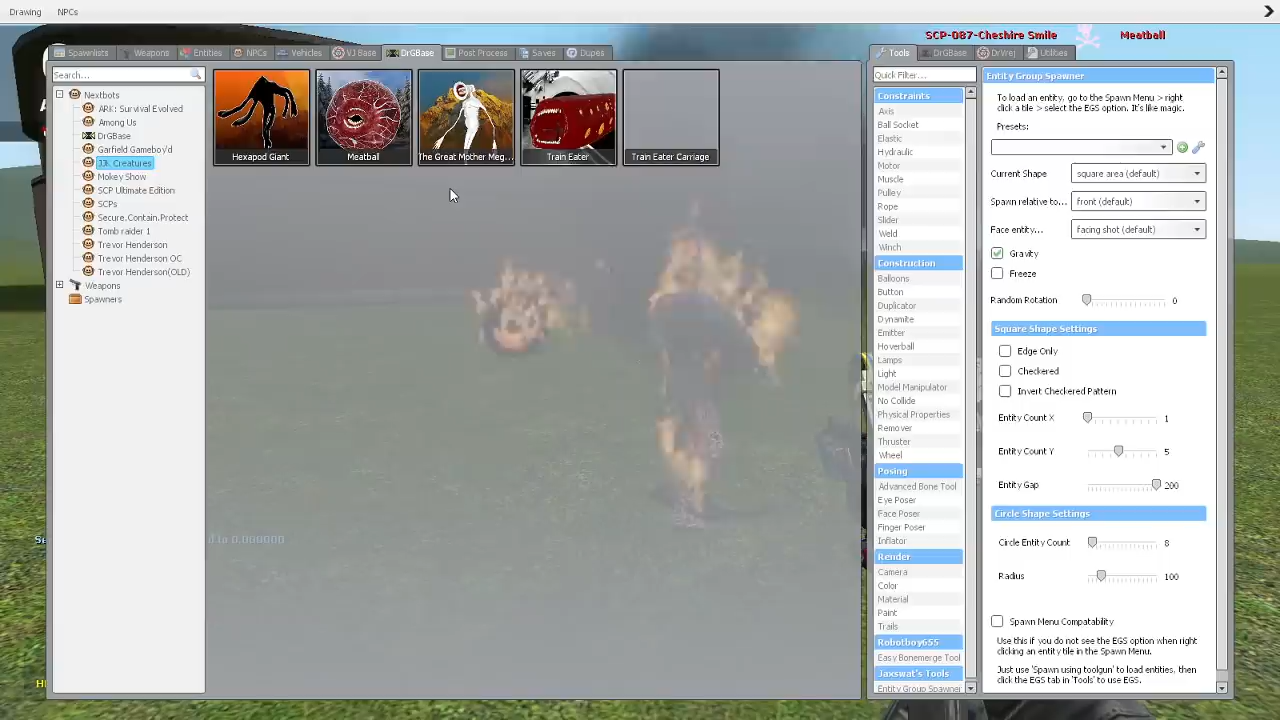 Drawing NPCs
SCP-087-Cheshire Smile Meatball
Spawnlists Weapons Entities NPCs Vehicles VJ Base DrGBase Post Process Saves Dupes
Tools DrGBase DrVrej Utilities
Search...
Nextbots
ARK: Survival Evolved
Among Us
DrGBase
Garfield Gameboy'd
JJk Creatures
Mokey Show
SCP Ultimate Edition
SCPs
Secure.Contain.Protect
Tomb raider 1
Trevor Henderson
Trevor Henderson OC
Trevor Henderson(OLD)
Weapons
Spawners
Hexapod Giant
Meatball
The Great Mother Meg...
Train Eater
Train Eater Carriage
d to 0.000000
Quick Filter...
Constraints
Axis
Ball Socket
Elastic
Hydraulic
Motor
Muscle
Pulley
Rope
Slider
Weld
Winch
Construction
Balloons
Button
Duplicator
Dynamite
Emitter
Hoverball
Lamps
Light
Model Manipulator
No Collide
Physical Properties
Remover
Thruster
Wheel
Posing
Advanced Bone Tool
Eye Poser
Face Poser
Finger Poser
Inflator
Render
Camera
Color
Material
Paint
Trails
Robotboy655
Easy Bonemerge Tool
Jaxswat's Tools
Entity Group Spawner
Entity Group Spawner
To load an entity, go to the Spawn Menu > right
click a tile > select the EGS option. It's like magic.
Presets:
Current Shape square area (default)
Spawn relative to... front (default)
Face entity... facing shot (default)
Gravity
Freeze
Random Rotation 0
Square Shape Settings
Edge Only
Checkered
Invert Checkered Pattern
Entity Count X 1
Entity Count Y 5
Entity Gap 200
Circle Shape Settings
Circle Entity Count 8
Radius 100
Spawn Menu Compatability
Use this if you do not see the EGS option when right
clicking an entity tile in the Spawn Menu.
Just use 'Spawn using toolgun' to load entities, then
click the EGS tab in 'Tools' to use EGS.